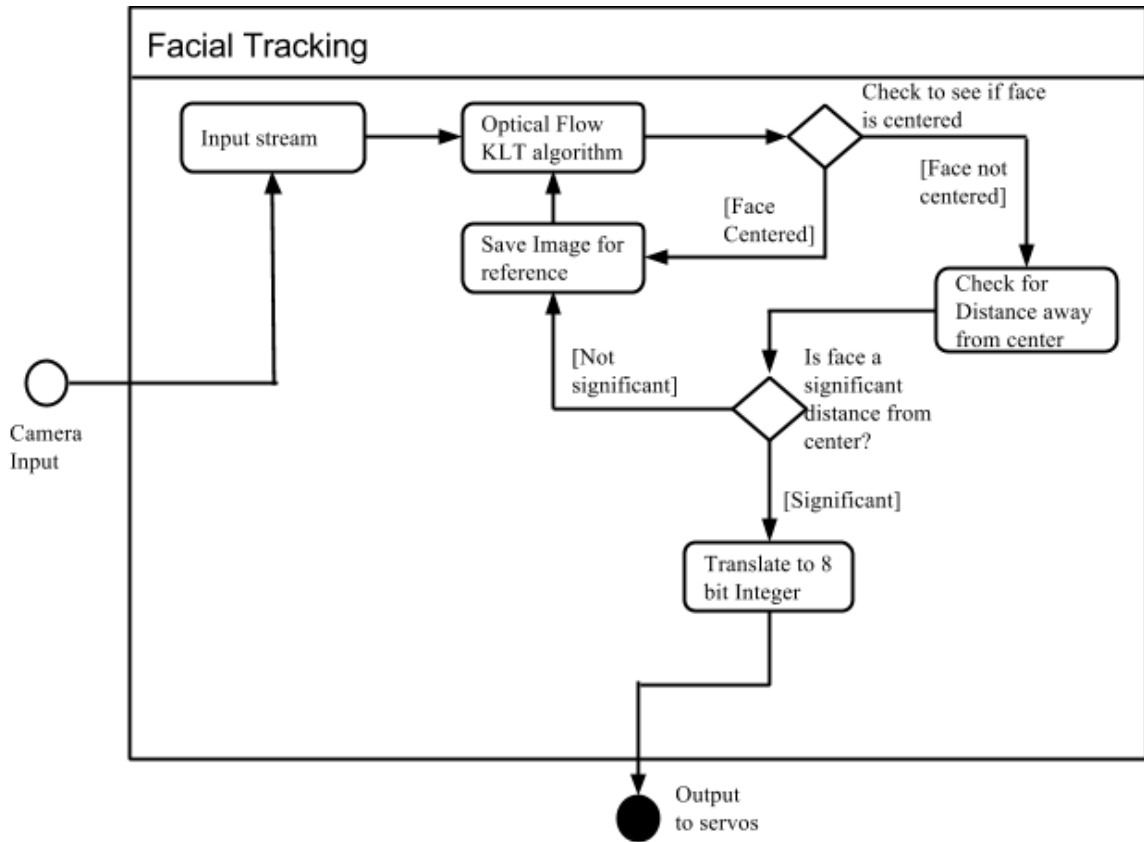 Facial Tracking
Input stream
Optical Flow
KLT algorithm
Check to see if face
is centered
[Face not
centered]
[Face
Centered]
Save Image for
reference
Check for
Distance away
from center
[Not
significant]
Is face a
significant
distance from
center?
Camera
Input
[Significant]
Translate to 8
bit Integer
Output
to servos